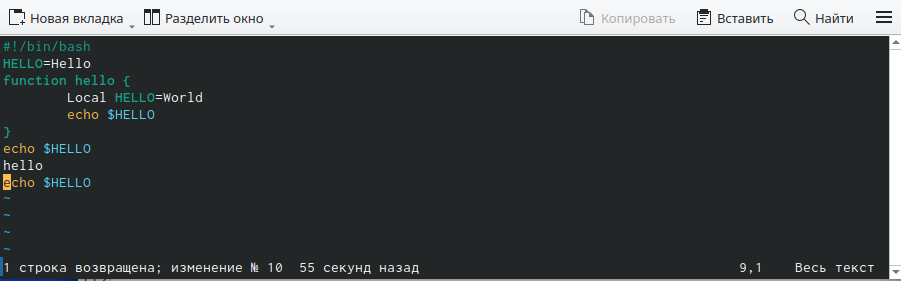 Новая вкладка Разделить окно Копировать Вставить Найти
#!/bin/bash
HELLO=Hello
function hello {
Local HELLO=World
echo $HELLO
}
echo $HELLO
hello
echo $HELLO
~
~
~
~
1 строка возвращена; изменение № 10 55 секунд назад 9,1 Весь текст